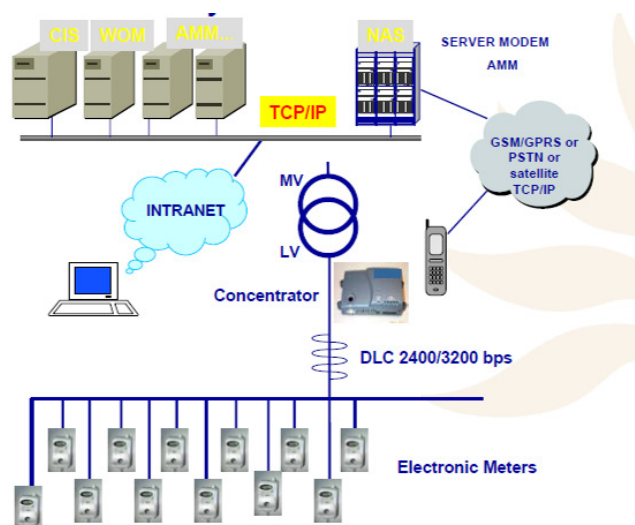 CIS
WOM
AMM...
NAS
SERVER MODEM
AMM
TCP/IP
GSM/GPRS or
PSTN or
satellite
TCP/IP
MV
INTRANET
LV
Concentrator
DLC 2400/3200 bps
Electronic Meters